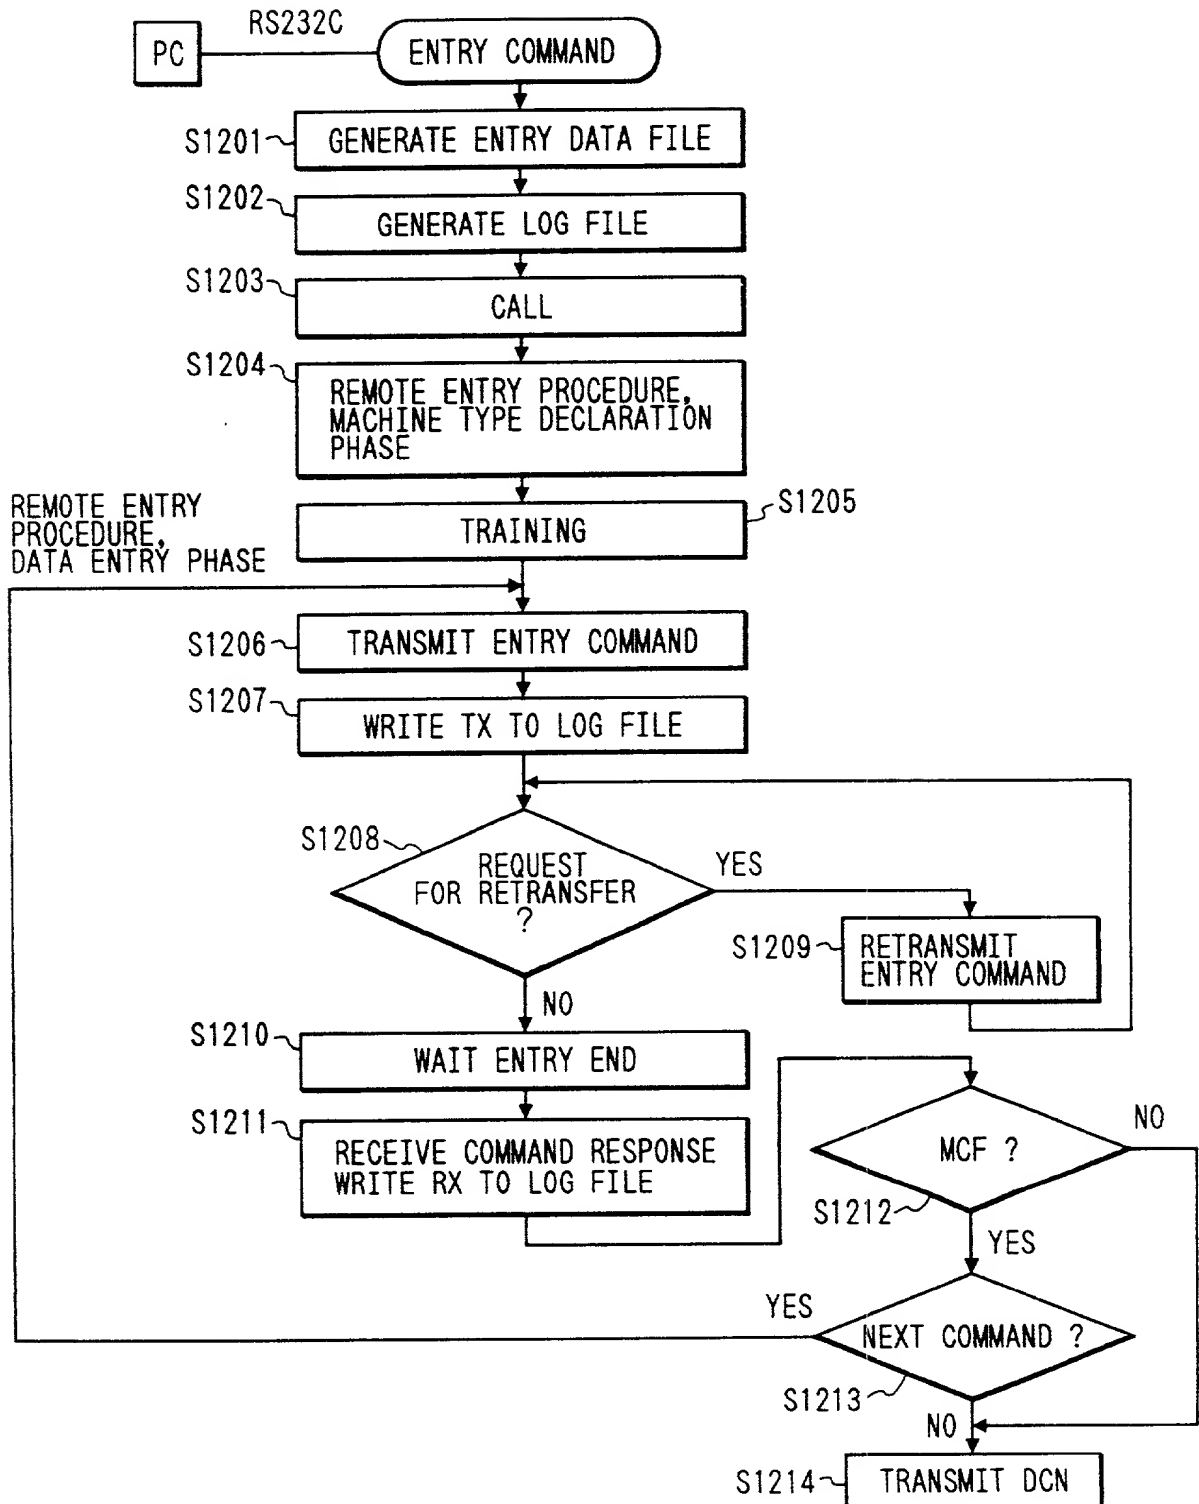 RS232C
PC
ENTRY COMMAND
S1201
GENERATE ENTRY DATA FILE
S1202
GENERATE LOG FILE
S1203
CALL
S1204
REMOTE ENTRY PROCEDURE,
MACHINE TYPE DECLARATION
PHASE
REMOTE ENTRY
PROCEDURE,
DATA ENTRY PHASE
S1205
TRAINING
S1206
TRANSMIT ENTRY COMMAND
S1207
WRITE TX TO LOG FILE
S1208
REQUEST
FOR RETRANSFER
?
YES
S1209
RETRANSMIT
ENTRY COMMAND
NO
S1210
WAIT ENTRY END
S1211
RECEIVE COMMAND RESPONSE
WRITE RX TO LOG FILE
MCF ?
NO
S1212
YES
YES
NEXT COMMAND ?
S1213
NO
S1214
TRANSMIT DCN